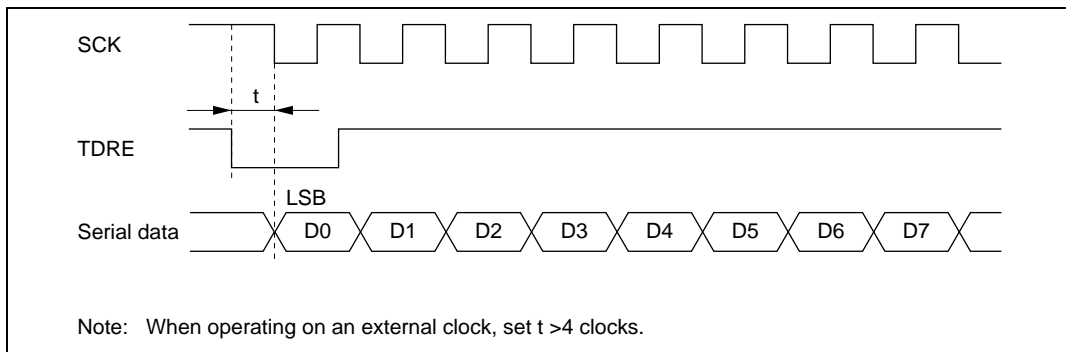 SCK
t
TDRE
LSB
Serial data D0 D1 D2 D3 D4 D5 D6 D7
Note: When operating on an external clock, set t >4 clocks.